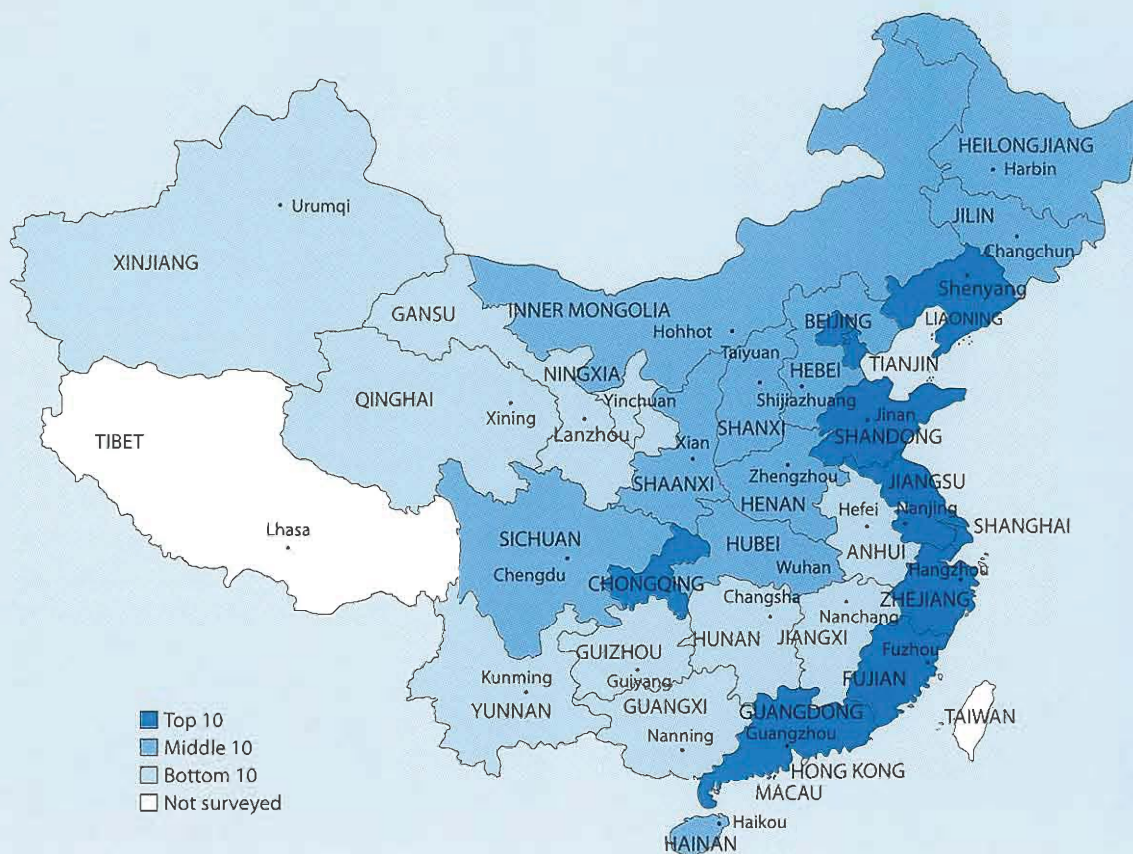 HEILONGJIANG
Harbin
JILIN
Changchun
Urumqi
XINJIANG
Shenyang
GANSU
INNER MONGOLIA
BEIJING
LIAONING
Hohhot
Taiyuan
TIANJIN
NINGXIA
HEBEI
QINGHAI
Yinchuan
Shijiazhuang
Xining
Jinan
TIBET
Lanzhou
SHANXI
SHANDONG
Xian
Zhengzhou
SHAANXI
JIANGSU
HENAN
Hefei
Nanjing
SHANGHAI
Lhasa
SICHUAN
HUBEI
ANHUI
Chengdu
Wuhan
Hangzhou
CHONGQING
Changsha
ZHEJIANG
Nanchang
HUNAN
JIANGXI
GUIZHOU
Fuzhou
Kunming
Guiyang
FUJIAN
YUNNAN
GUANGXI
GUANGDONG
TAIWAN
Nanning
Guangzhou
HONG KONG
MACAU
Haikou
HAINAN
Top 10
Middle 10
Bottom 10
Not surveyed